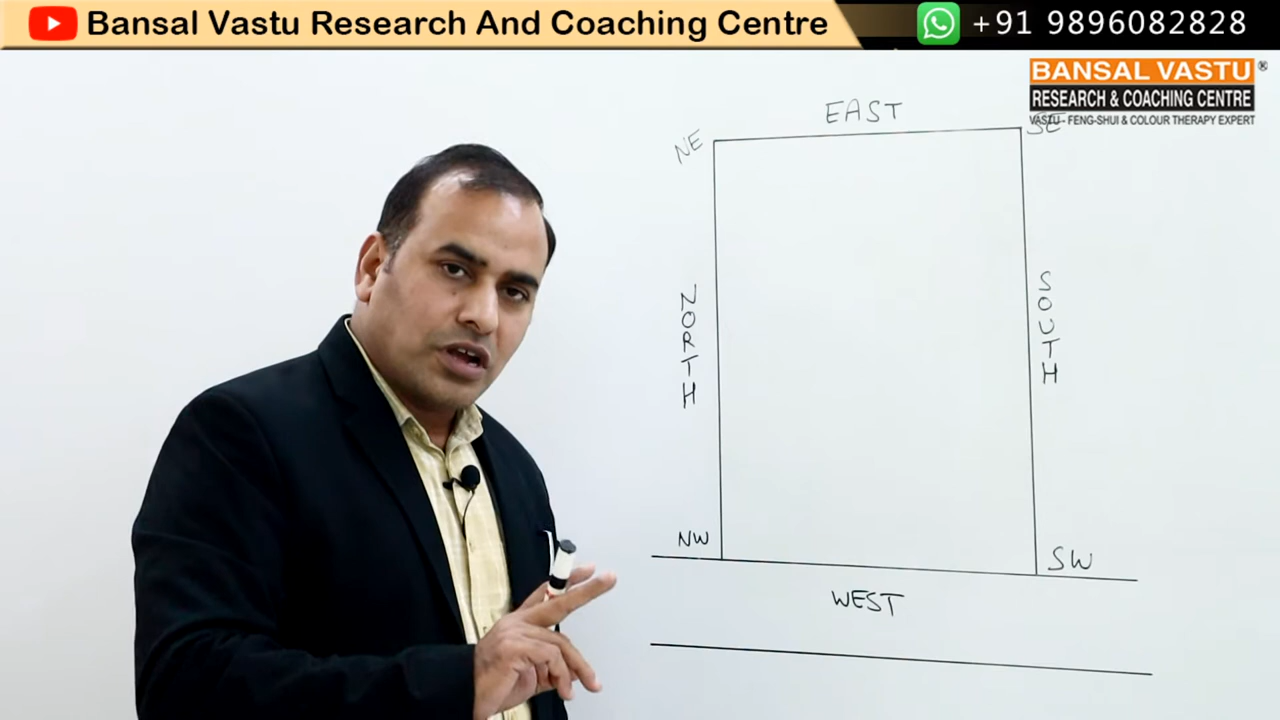 Bansal Vastu Research And Coaching Centre
+91 9896082828
BANSAL VASTU ®
RESEARCH & COACHING CENTRE
VASTU - FENG-SHUI & COLOUR THERAPY EXPERT
EAST
NE
SE
NORTH
SOUTH
NW
SW
WEST